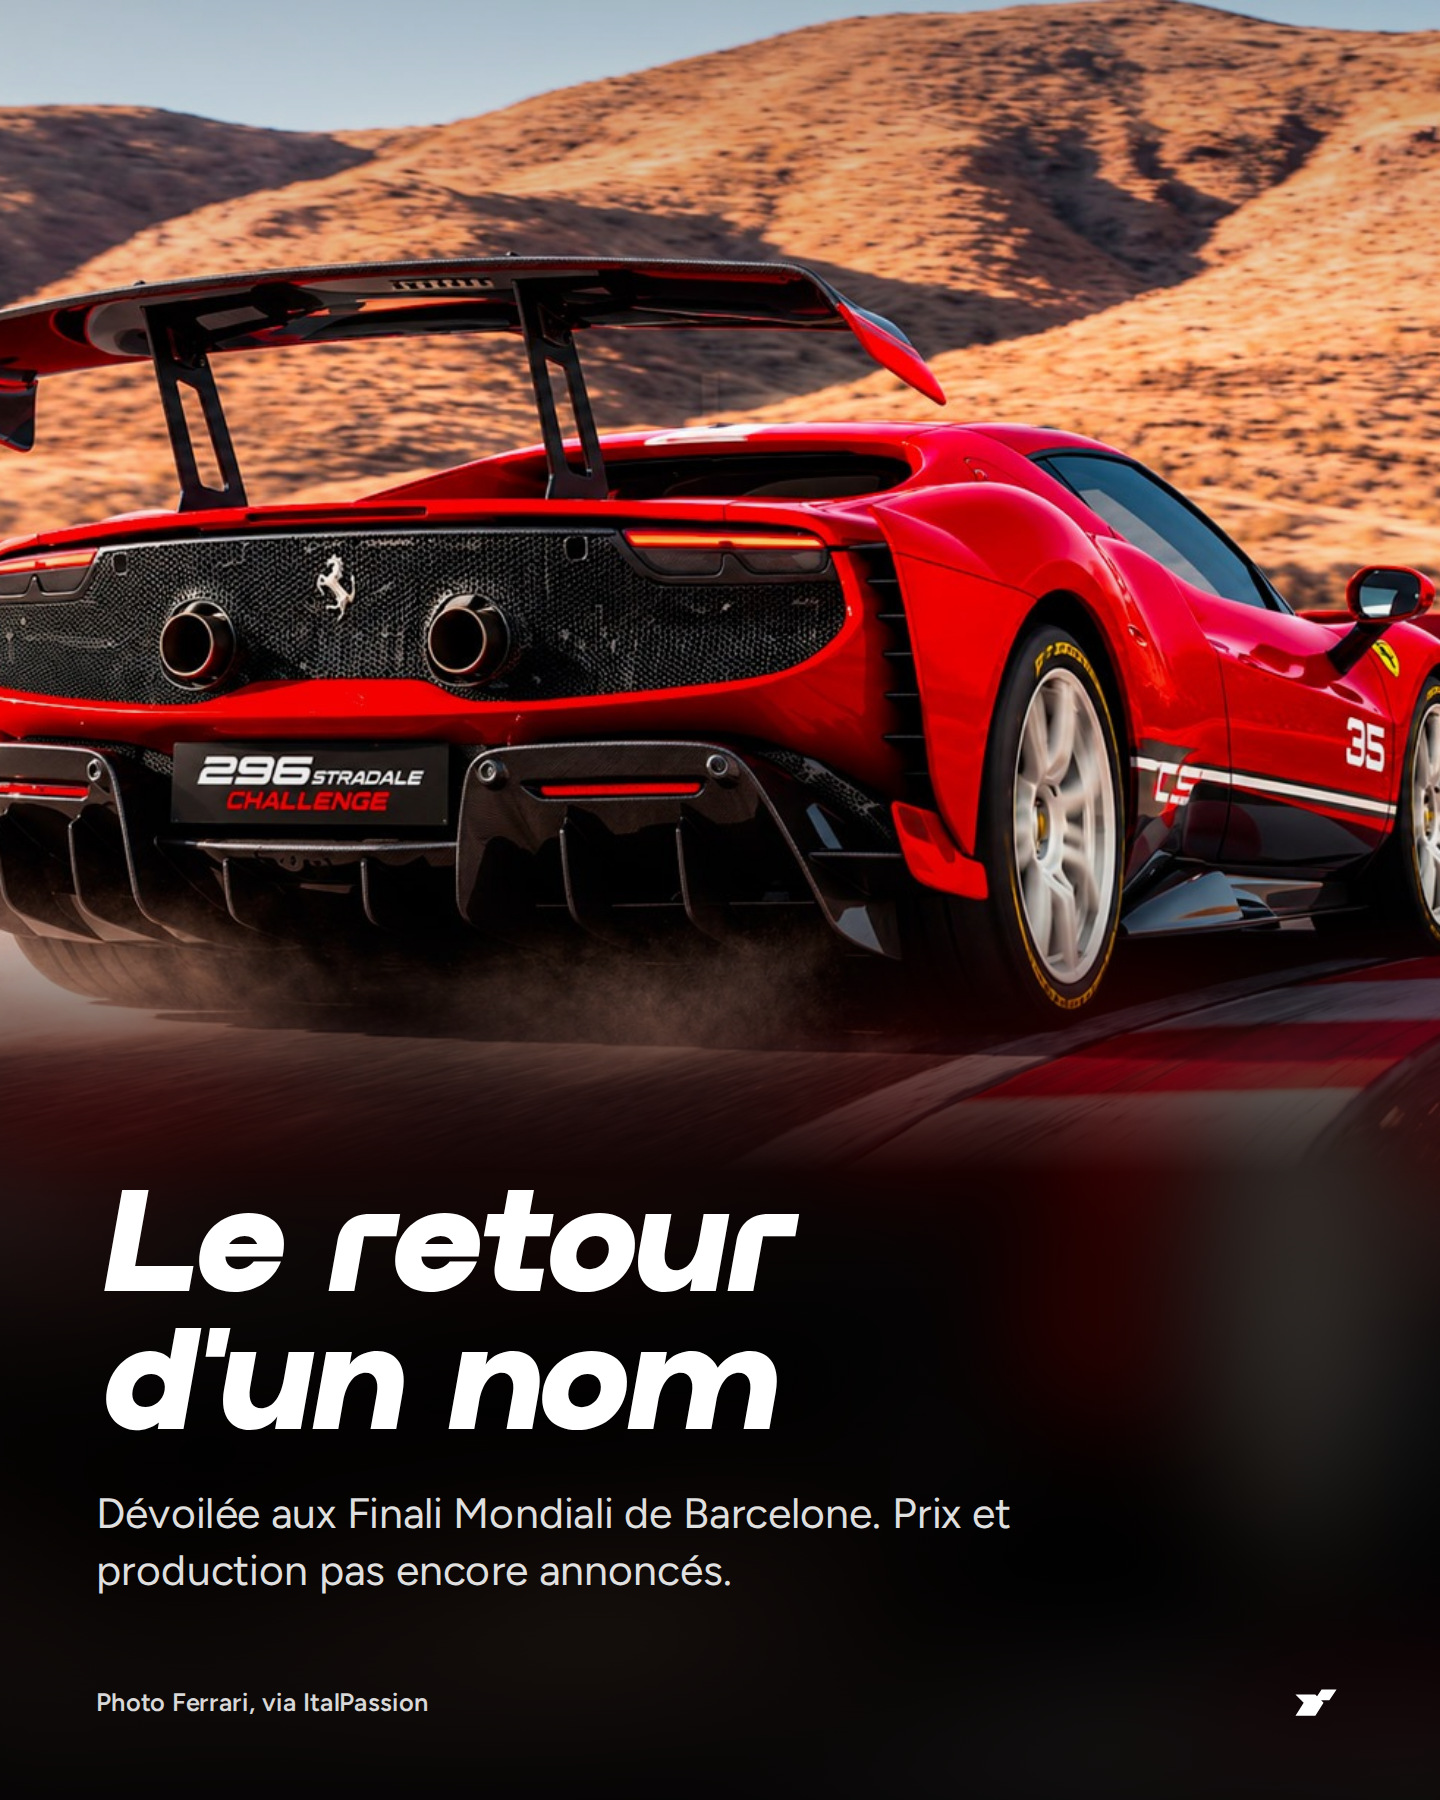 296 STRADALE
CHALLENGE
35
CS
Le retour
d'un nom
Dévoilée aux Finali Mondiali de Barcelone. Prix et
production pas encore annoncés.
Photo Ferrari, via ItalPassion